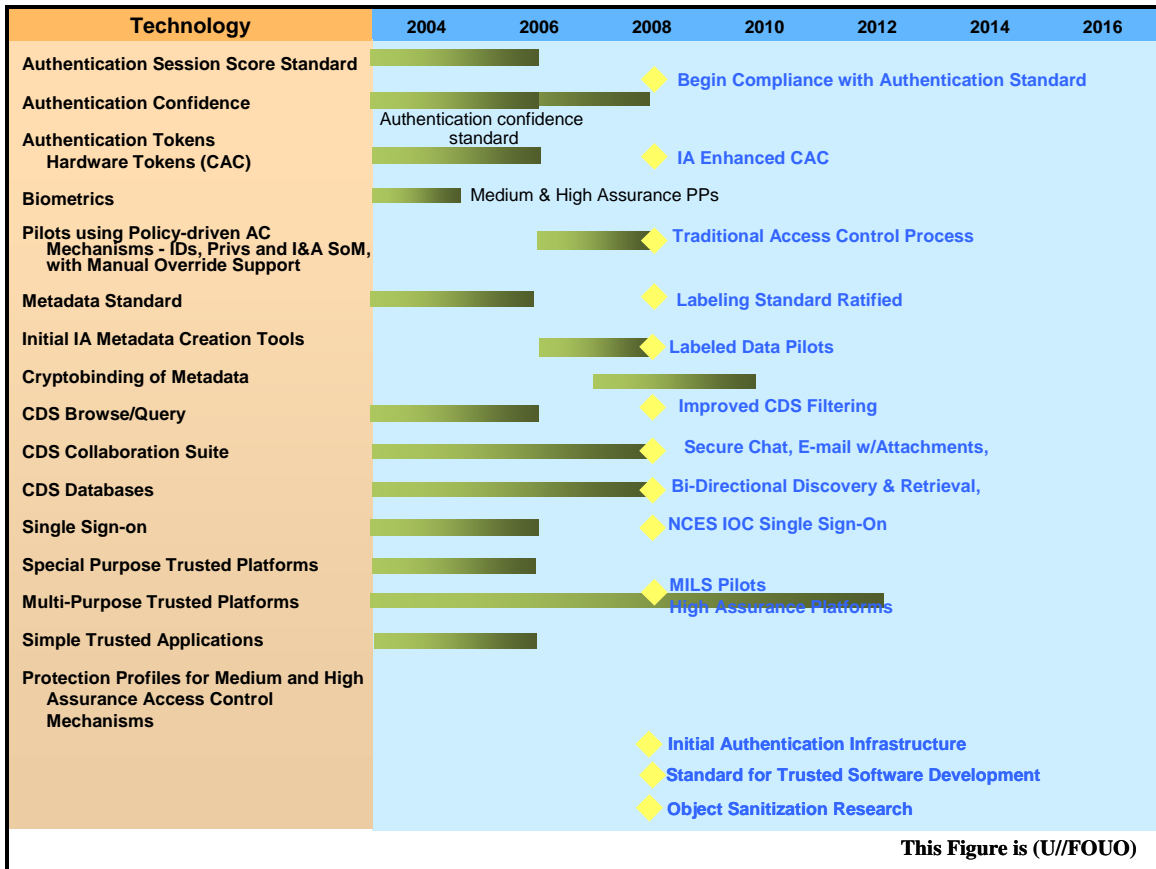 Technology 2004 2006 2008 2010 2012 2014 2016
Authentication Session Score Standard
Begin Compliance with Authentication Standard
Authentication Confidence
Authentication confidence
standard
Authentication Tokens
Hardware Tokens (CAC)
IA Enhanced CAC
Biometrics
Medium & High Assurance PPs
Pilots using Policy-driven AC
Mechanisms - IDs, Privs and I&A SoM,
with Manual Override Support
Traditional Access Control Process
Metadata Standard
Labeling Standard Ratified
Initial IA Metadata Creation Tools
Labeled Data Pilots
Cryptobinding of Metadata
CDS Browse/Query
Improved CDS Filtering
CDS Collaboration Suite
Secure Chat, E-mail w/Attachments,
CDS Databases
Bi-Directional Discovery & Retrieval,
Single Sign-on
NCES IOC Single Sign-On
Special Purpose Trusted Platforms
MILS Pilots
Multi-Purpose Trusted Platforms
High Assurance Platforms
Simple Trusted Applications
Protection Profiles for Medium and High
Assurance Access Control
Mechanisms
Initial Authentication Infrastructure
Standard for Trusted Software Development
Object Sanitization Research
This Figure is (U//FOUO)